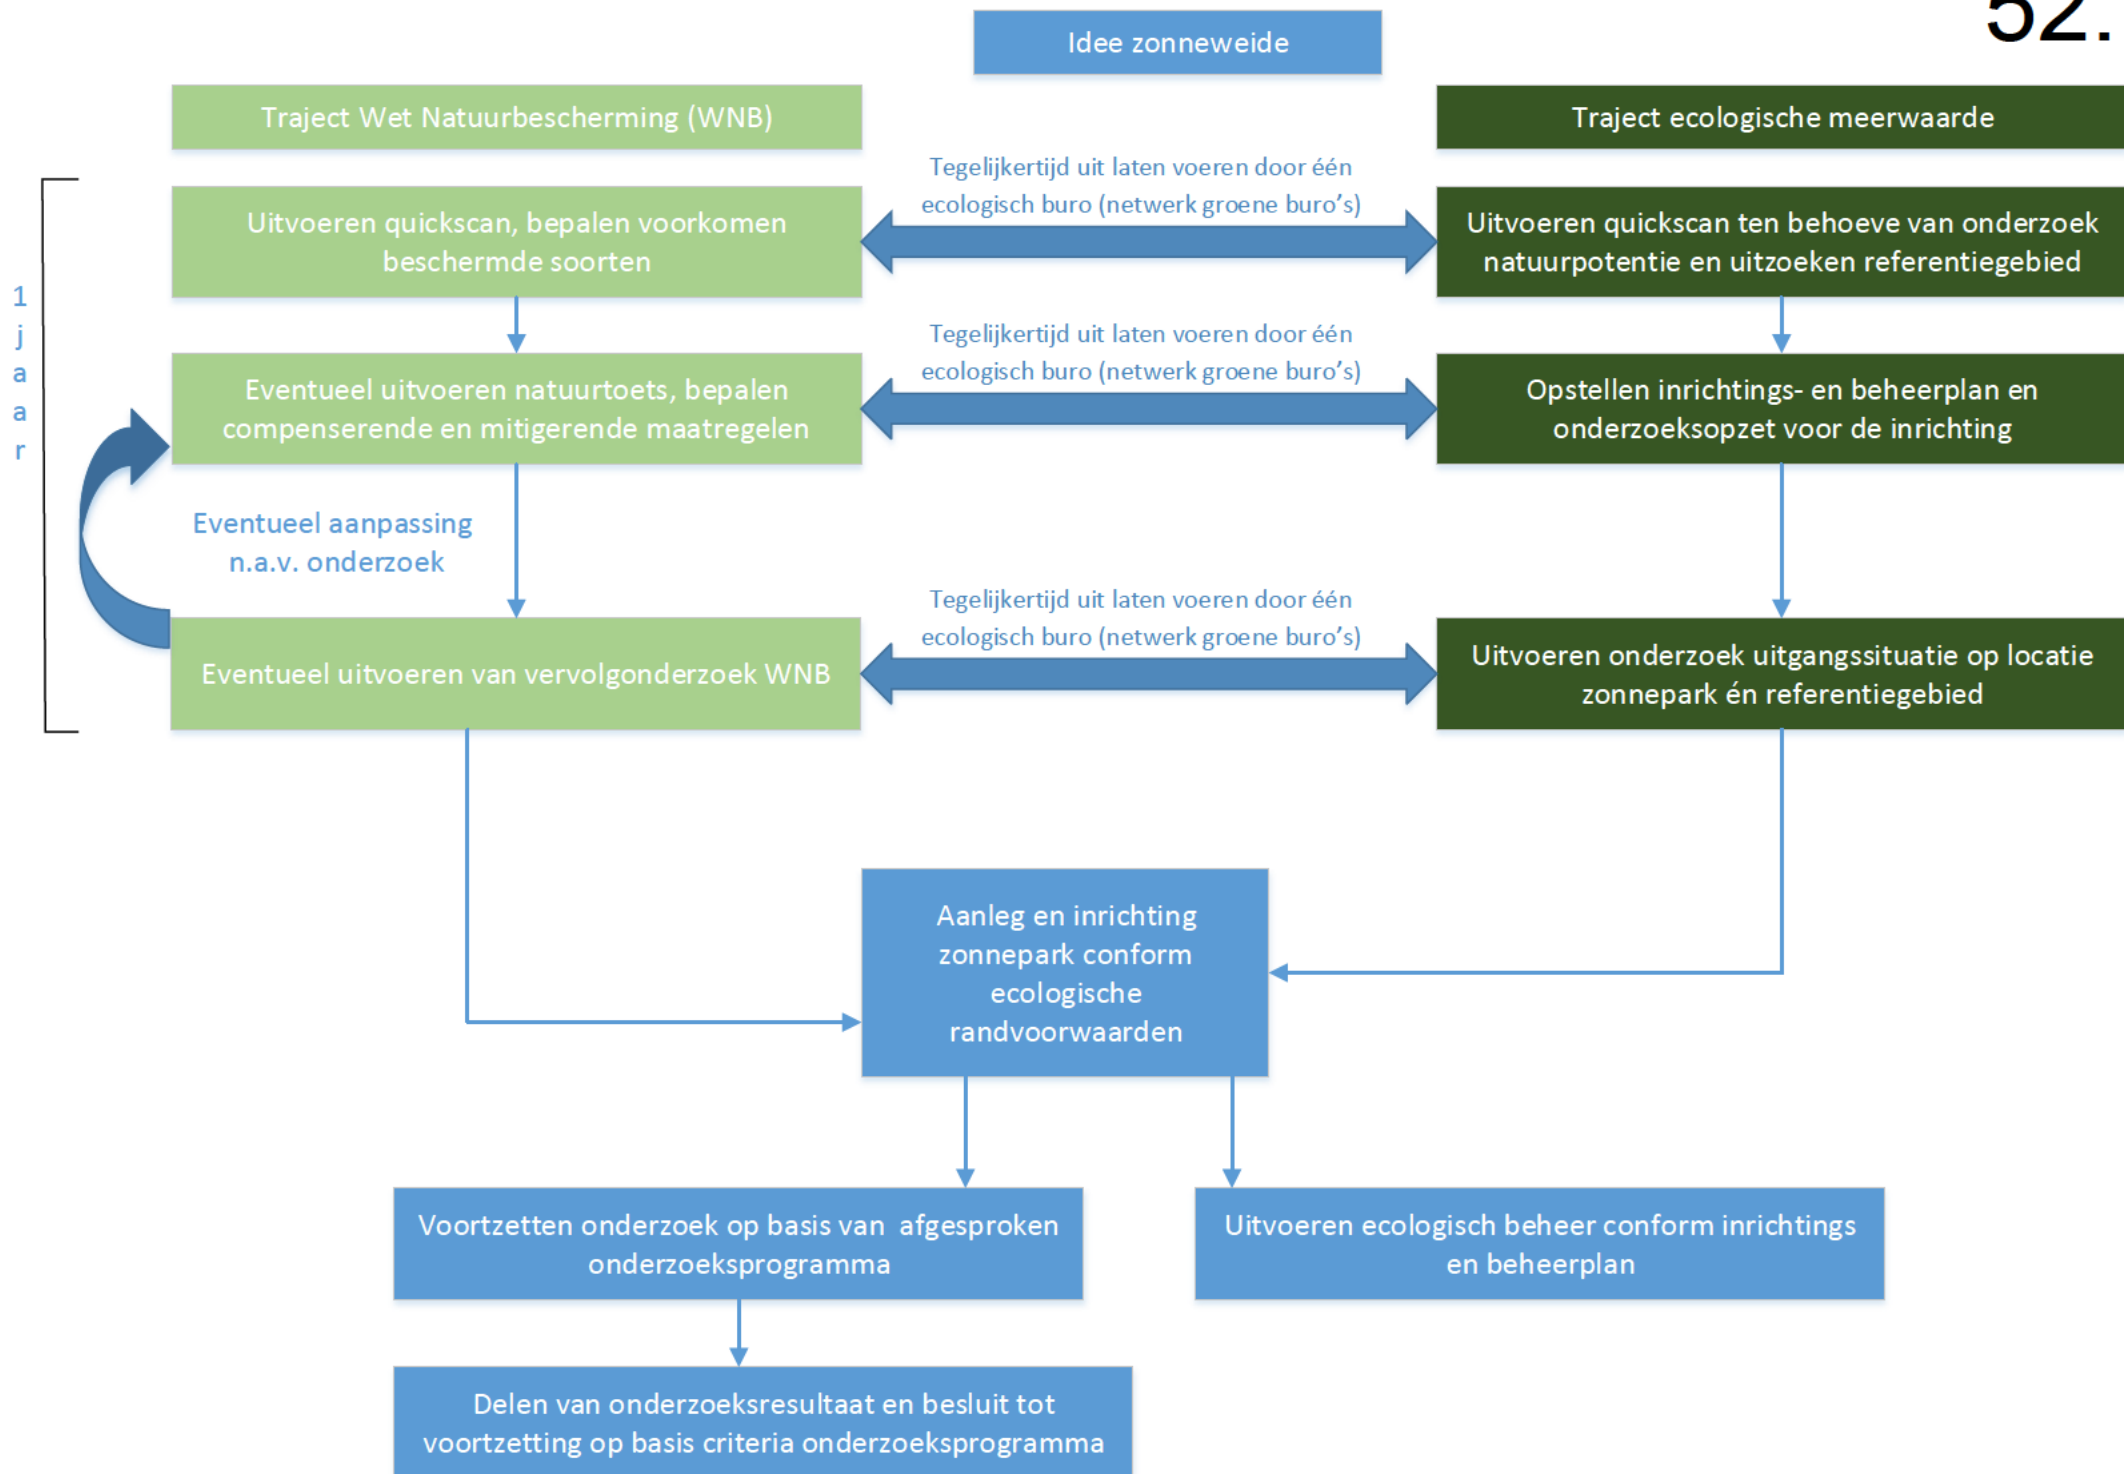 52.
Idee zonneweide
Traject Wet Natuurbescherming (WNB)
Traject ecologische meerwaarde
1
j
a
a
r
Uitvoeren quickscan, bepalen voorkomen
beschermde soorten
Tegelijkertijd uit laten voeren door één
ecologisch buro (netwerk groene buro's)
Uitvoeren quickscan ten behoeve van onderzoek
natuurpotentie en uitzoeken referentiegebied
Eventueel uitvoeren natuurtoets, bepalen
compenserende en mitigerende maatregelen
Tegelijkertijd uit laten voeren door één
ecologisch buro (netwerk groene buro's)
Opstellen inrichtings- en beheerplan en
onderzoeksopzet voor de inrichting
Eventueel aanpassing
n.a.v. onderzoek
Eventueel uitvoeren van vervolgonderzoek WNB
Tegelijkertijd uit laten voeren door één
ecologisch buro (netwerk groene buro's)
Uitvoeren onderzoek uitgangssituatie op locatie
zonnepark én referentiegebied
Aanleg en inrichting
zonnepark conform
ecologische
randvoorwaarden
Voortzetten onderzoek op basis van  afgesproken
onderzoeksprogramma
Uitvoeren ecologisch beheer conform inrichtings
en beheerplan
Delen van onderzoeksresultaat en besluit tot
voortzetting op basis criteria onderzoeksprogramma